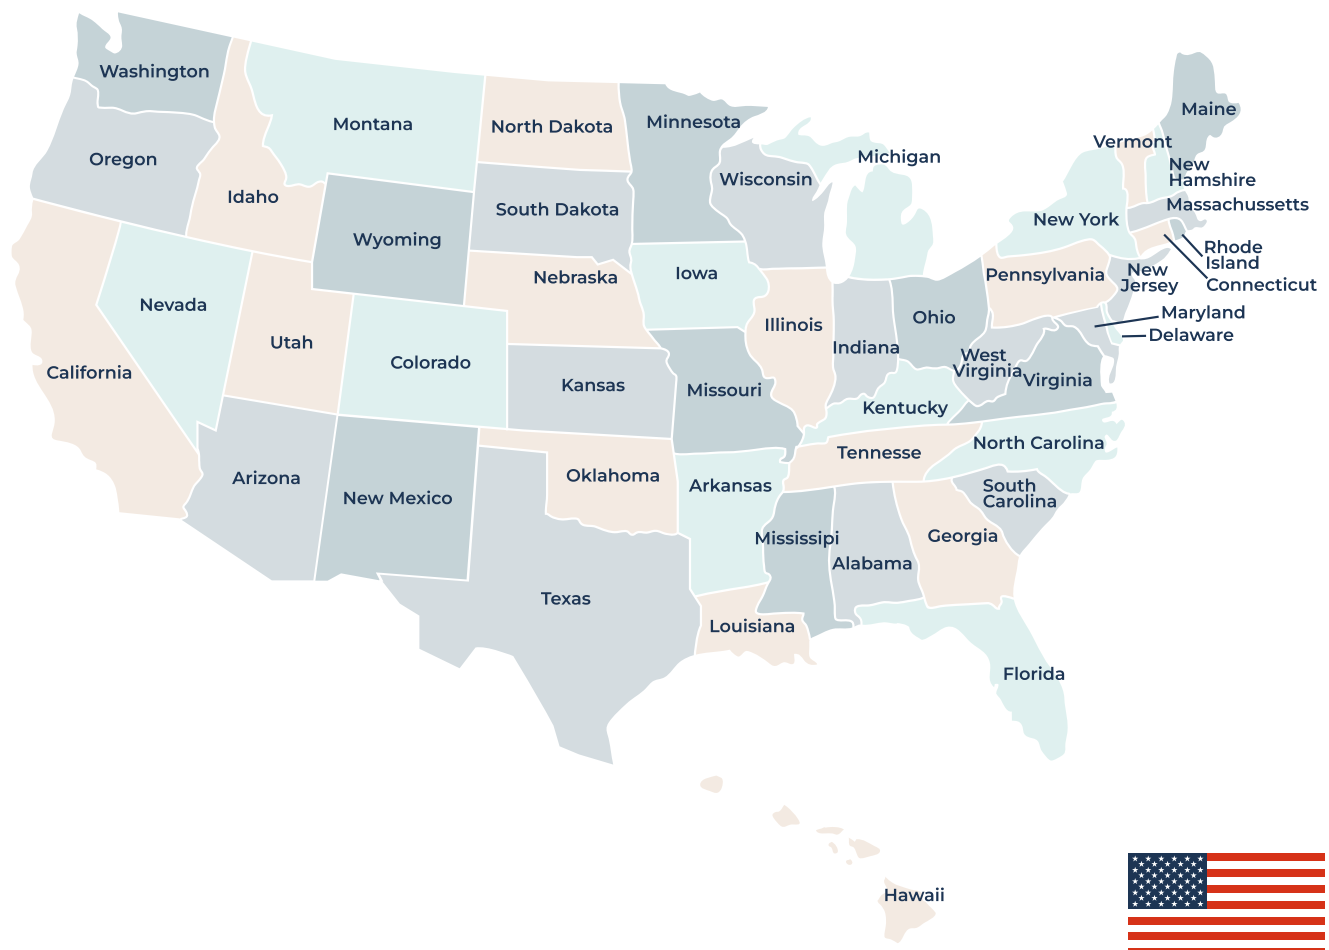 Washington
Maine
Minnesota
Montana
North Dakota
Vermont
Michigan
Oregon
New
Hamshire
Wisconsin
Idaho
Massachussetts
South Dakota
New York
Wyoming
Rhode
Island
Iowa
Nebraska
Pennsylvania
New
Jersey
Connecticut
Nevada
Maryland
Illinois
Ohio
Delaware
Utah
Indiana
West
Virginia
Colorado
California
Virginia
Kansas
Missouri
Kentucky
North Carolina
Tennesse
Oklahoma
Arizona
Arkansas
South
Carolina
New Mexico
Georgia
Mississipi
Alabama
Texas
Louisiana
Florida
Hawaii